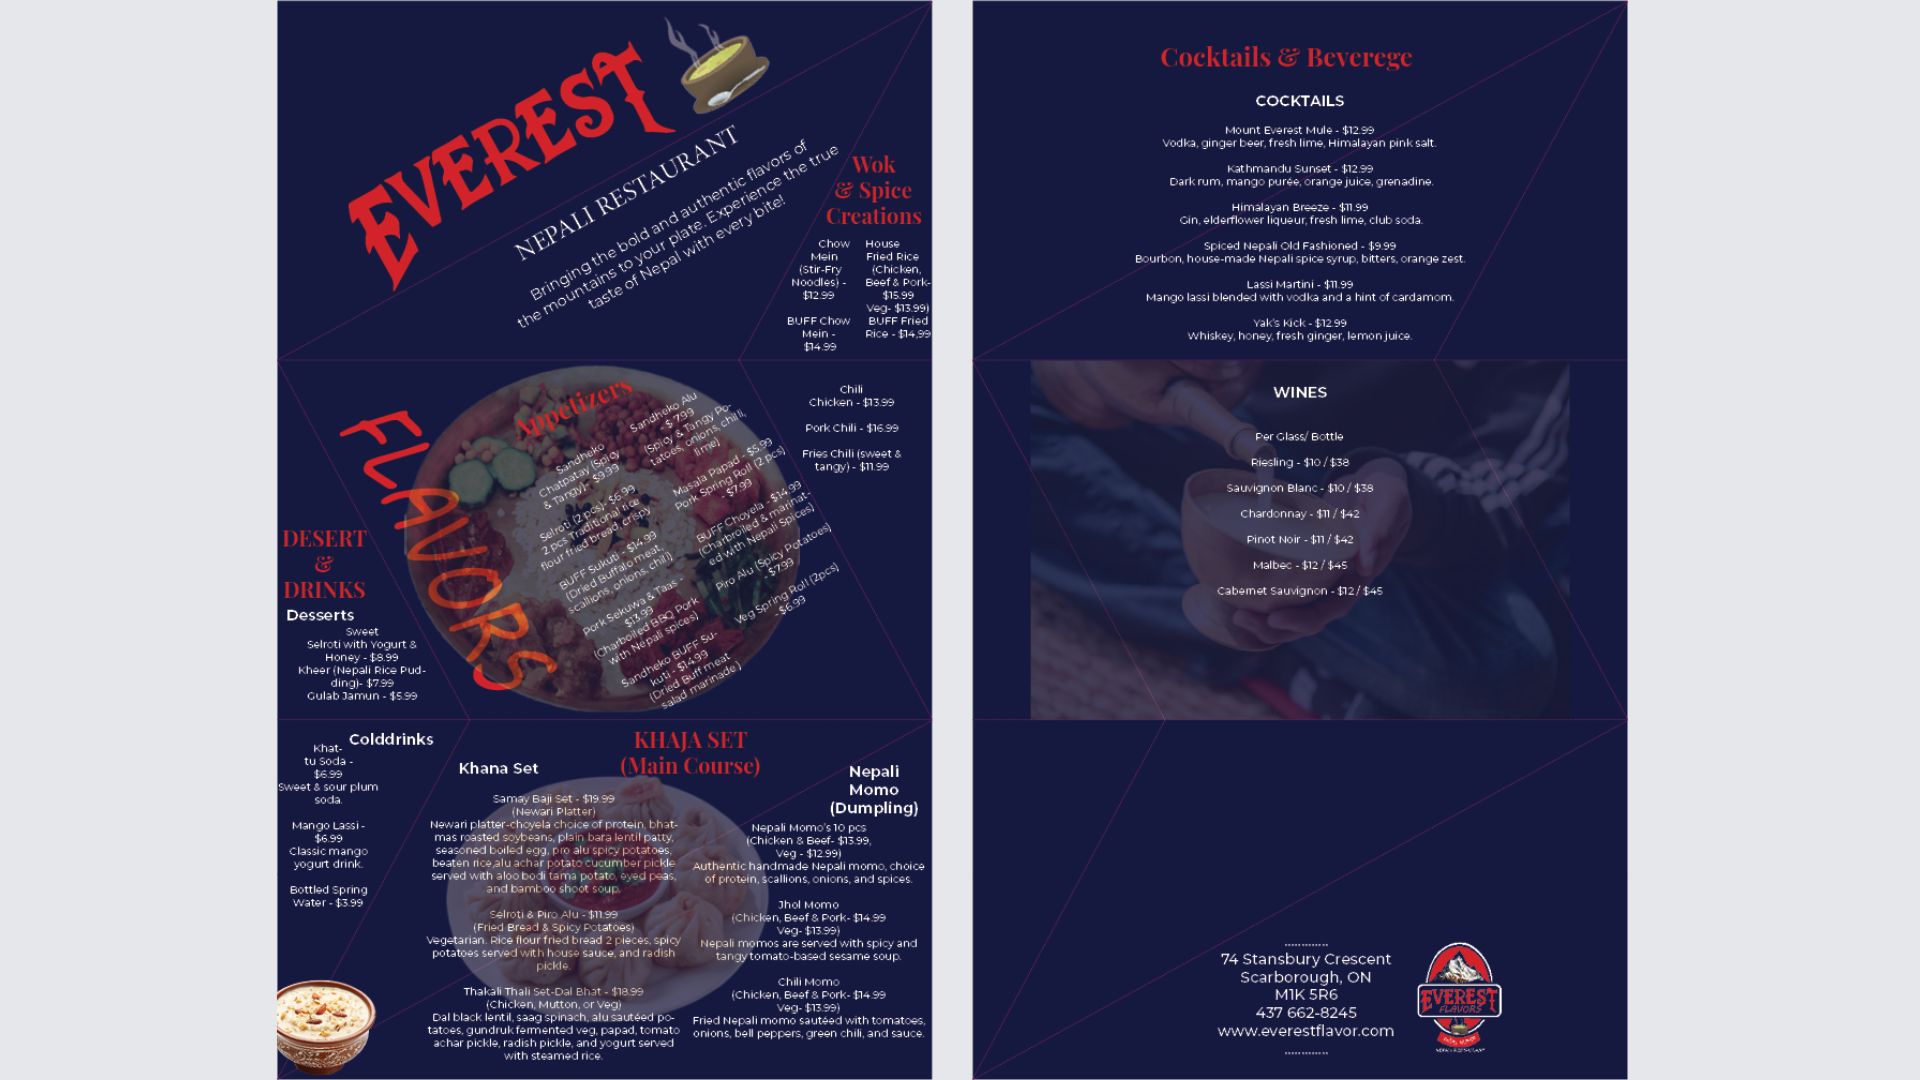 EVEREST
NEPALI RESTAURANT
Bringing the bold and authentic flavors of
the mountains to your plate. Experience the true
taste of Nepal with every bite!
Wok
& Spice
Creations
Chow
Mein
(Stir-Fry
Noodles) -
$12.99
BUFF Chow
Mein -
$14.99
House
Fried Rice
(Chicken,
Beef & Pork-
$15.99
Veg- $13.99)
BUFF Fried
Rice - $14.99
Chili
Chicken - $13.99
Pork Chili - $16.99
Fries Chili (sweet &
tangy) - $11.99
FLAVORS
Appetizers
Sandheko
Chatpatay (Spicy
& Tangy)- $9.99
Selroti (2 pcs)- $6.99
2 pcs Traditional rice
flour fried bread, crispy
BUFF Sukuti - $14.99
(Dried Buffalo meat,
scallions, onions, chili)
Pork Sekuwa & Taas -
$13.99
(Charboiled BBQ Pork
with Nepali spices)
Sandheko BUFF Su-
kuti - $14.99
(Dried Buff meat
salad marinade)
Sandheko Alu
- $ 7.99
(Spicy & Tangy Po-
tatoes, onions, chili,
lime)
Masala Papad - $5.99
Pork Spring Roll (2 pcs)
- $7.99
BUFF Choyela - $14.99
(Charbroiled & marinat-
ed with Nepali Spices)
Piro Alu (Spicy Potatoes)
$7.99
Veg Spring Roll (2pcs)
- $6.99
DESERT
&
DRINKS
Desserts
Sweet
Selroti with Yogurt &
Honey - $8.99
Kheer (Nepali Rice Pud-
ding)- $7.99
Gulab Jamun - $5.99
Colddrinks
Khat-
tu Soda -
$6.99
Sweet & sour plum
soda.
Mango Lassi -
$6.99
Classic mango
yogurt drink.
Bottled Spring
Water - $3.99
KHAJA SET
(Main Course)
Khana Set
Samay Baji Set - $19.99
(Newari Platter)
Newari platter-choyela choice of protein, bhat-
mas roasted soybeans, plain bara lentil patty,
seasoned boiled egg, pro alu spicy potatoes,
beaten rice,alu achar potato cucumber pickle
served with aloo bodi tama potato, eyed peas,
and bamboo shoot soup.
Selroti & Piro Alu - $11.99
(Fried Bread & Spicy Potatoes)
Vegetarian. Rice flour fried bread 2 pieces, spicy
potatoes served with house sauce, and radish
pickle.
Thakali Thali Set-Dal Bhat - $18.99
(Chicken, Mutton, or Veg)
Dal black lentil, saag spinach, alu sautéed po-
tatoes, gundruk fermented veg, papad, tomato
achar pickle, radish pickle, and yogurt served
with steamed rice.
Nepali
Momo
(Dumpling)
Nepali Momo's 10 pcs
(Chicken & Beef- $13.99,
Veg - $12.99)
Authentic handmade Nepali momo, choice
of protein, scallions, onions, and spices.
Jhol Momo
(Chicken, Beef & Pork- $14.99
Veg- $13.99)
Nepali momos are served with spicy and
tangy tomato-based sesame soup.
Chili Momo
(Chicken, Beef & Pork- $14.99
Veg- $13.99)
Fried Nepali momo sautéed with tomatoes,
onions, bell peppers, green chili, and sauce.
Cocktails & Beverege
COCKTAILS
Mount Everest Mule - $12.99
Vodka, ginger beer, fresh lime, Himalayan pink salt.
Kathmandu Sunset - $12.99
Dark rum, mango purée, orange juice, grenadine.
Himalayan Breeze - $11.99
Gin, elderflower liqueur, fresh lime, club soda.
Spiced Nepali Old Fashioned - $9.99
Bourbon, house-made Nepali spice syrup, bitters, orange zest.
Lassi Martini - $11.99
Mango lassi blended with vodka and a hint of cardamom.
Yak's Kick - $12.99
Whiskey, honey, fresh ginger, lemon juice.
WINES
Per Glass/ Bottle
Riesling - $10 / $38
Sauvignon Blanc - $10 / $38
Chardonnay - $11 / $42
Pinot Noir - $11 / $42
Malbec - $12 / $45
Cabernet Sauvignon - $12 / $45
------------
74 Stansbury Crescent
Scarborough, ON
M1K 5R6
437 662-8245
www.everestflavor.com
------------
EVEREST
FLAVORS